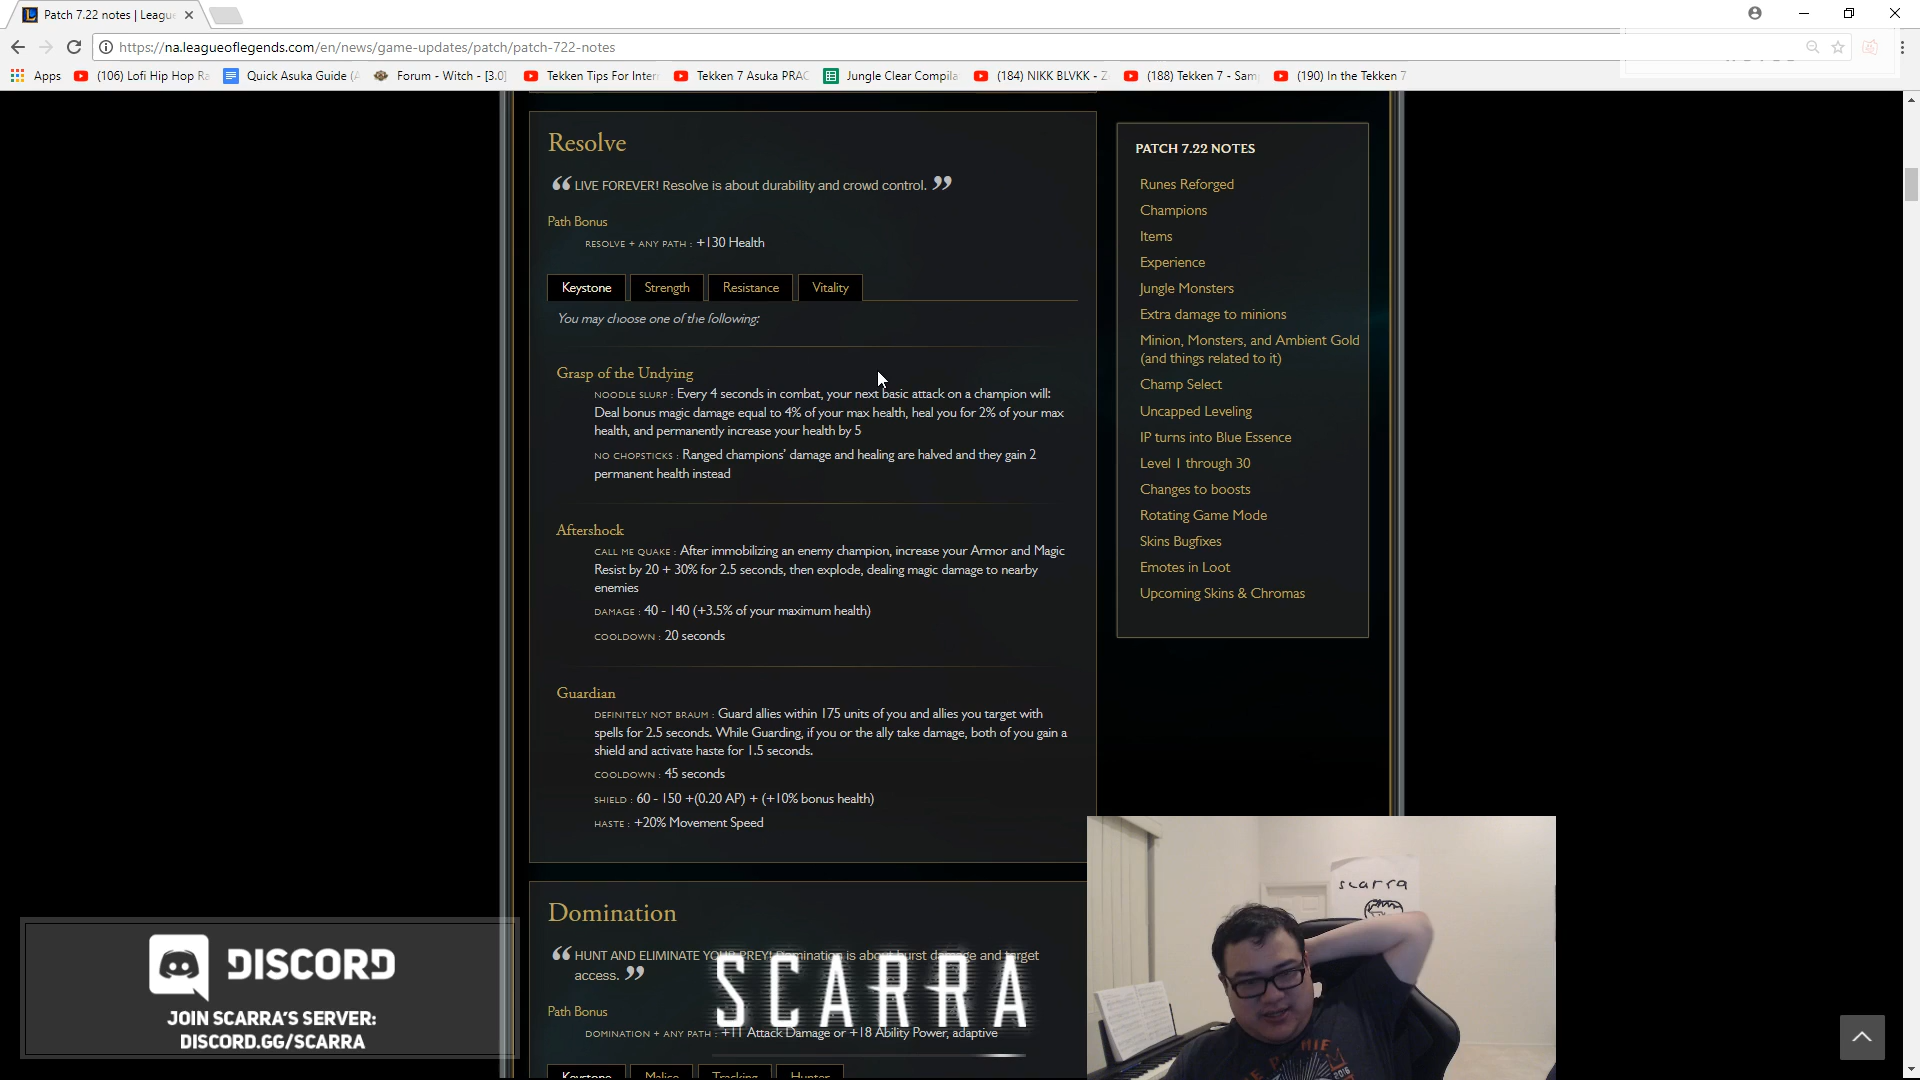 Patch 7.22 notes | Leagu
https://na.leagueoflegends.com/en/news/game-updates/patch/patch-722-notes
Apps (106) Lofi Hip Hop Ra Quick Asuka Guide (A Forum - Witch - [3.0] Tekken Tips For Inter Tekken 7 Asuka PRAC Jungle Clear Compila (184) NIKK BLVKK - Z (188) Tekken 7 - Sam (190) In the Tekken 7
Resolve
“ LIVE FOREVER! Resolve is about durability and crowd control. ”
Path Bonus
RESOLVE + ANY PATH : +130 Health
Keystone Strength Resistance Vitality
You may choose one of the following:
Grasp of the Undying
NOODLE SLURP : Every 4 seconds in combat, your next basic attack on a champion will:
Deal bonus magic damage equal to 4% of your max health, heal you for 2% of your max
health, and permanently increase your health by 5
NO CHOPSTICKS : Ranged champions' damage and healing are halved and they gain 2
permanent health instead
Aftershock
CALL ME QUAKE : After immobilizing an enemy champion, increase your Armor and Magic
Resist by 20 + 30% for 2.5 seconds, then explode, dealing magic damage to nearby
enemies
DAMAGE : 40 - 140 (+3.5% of your maximum health)
COOLDOWN : 20 seconds
Guardian
DEFINITELY NOT BRAUM : Guard allies within 175 units of you and allies you target with
spells for 2.5 seconds. While Guarding, if you or the ally take damage, both of you gain a
shield and activate haste for 1.5 seconds.
COOLDOWN : 45 seconds
SHIELD : 60 - 150 +(0.20 AP) + (+10% bonus health)
HASTE : +20% Movement Speed
PATCH 7.22 NOTES
Runes Reforged
Champions
Items
Experience
Jungle Monsters
Extra damage to minions
Minion, Monsters, and Ambient Gold
(and things related to it)
Champ Select
Uncapped Leveling
IP turns into Blue Essence
Level 1 through 30
Changes to boosts
Rotating Game Mode
Skins Bugfixes
Emotes in Loot
Upcoming Skins & Chromas
Domination
“ HUNT AND ELIMINATE YOUR PREY! Domination is about burst damage and target
access. ”
Path Bonus
DOMINATION + ANY PATH : +11 Attack Damage or +18 Ability Power, adaptive
Keystone Malice Tracking Hunter
DISCORD
JOIN SCARRA'S SERVER:
DISCORD.GG/SCARRA
SCARRA
scarra